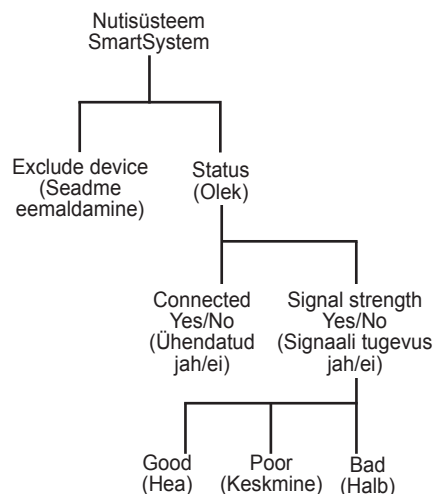 Nutisüsteem
SmartSystem
Exclude device
(Seadme
eemaldamine)
Status
(Olek)
Connected
Yes/No
(Ühendatud
jah/ei)
Signal strength
Yes/No
(Signaali tugevus
jah/ei)
Good
(Hea)
Poor
(Keskmine)
Bad
(Halb)